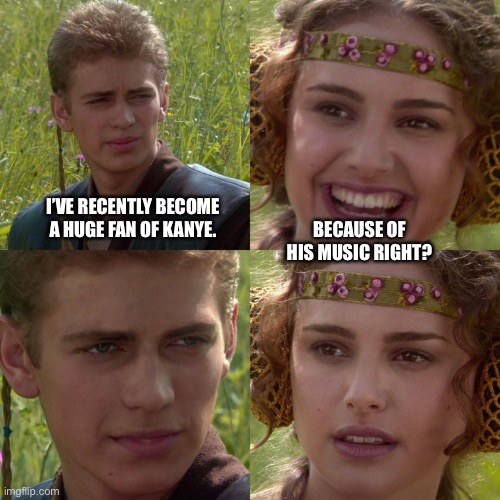 I'VE RECENTLY BECOME
A HUGE FAN OF KANYE.
BECAUSE OF
HIS MUSIC RIGHT?
imgflip.com